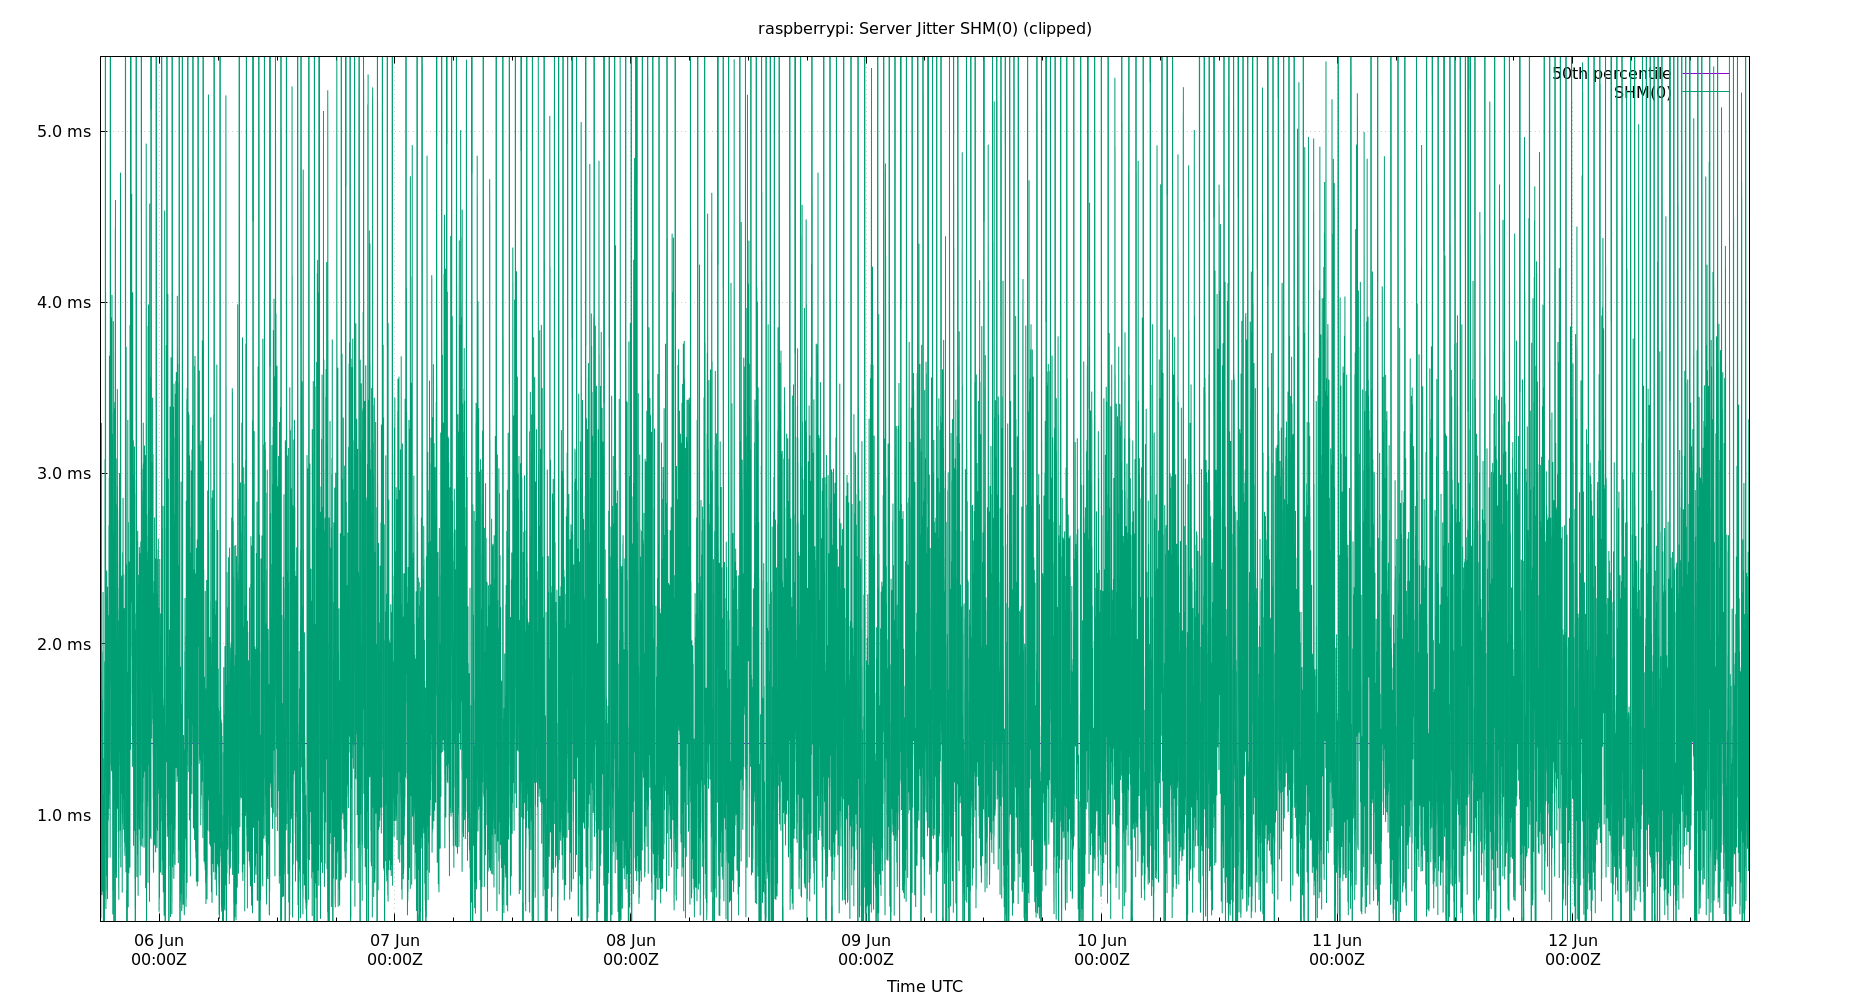 raspberrypi: Server Jitter SHM(0) (clipped)
50th percentile
SHM(0)
5.0 ms
4.0 ms
3.0 ms
2.0 ms
1.0 ms
06 Jun 07 Jun 08 Jun 09 Jun 10 Jun 11 Jun 12 Jun
00:00Z 00:00Z 00:00Z 00:00Z 00:00Z 00:00Z 00:00Z
Time UTC